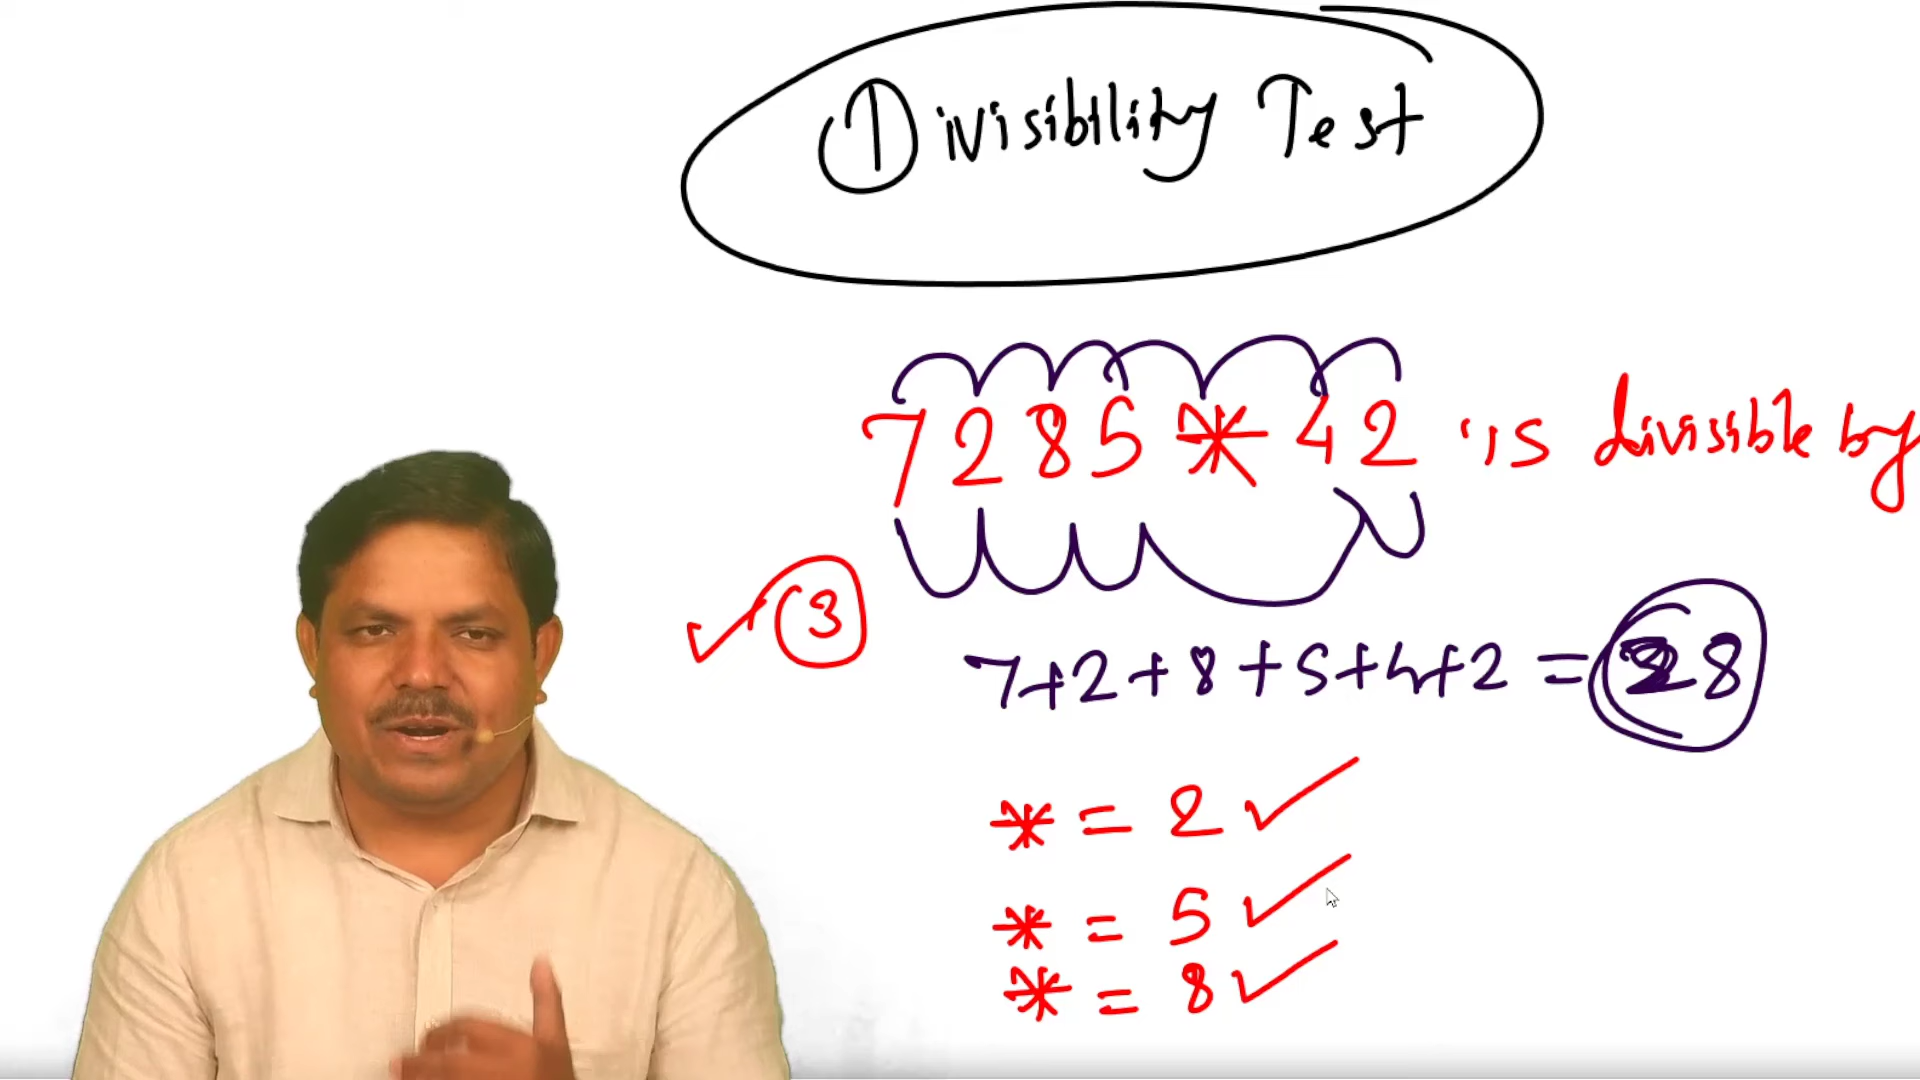 Divisibility Test
7285*42 is divisible by
3
7+2+8+5+4+2 = 28
* = 2
* = 5
* = 8